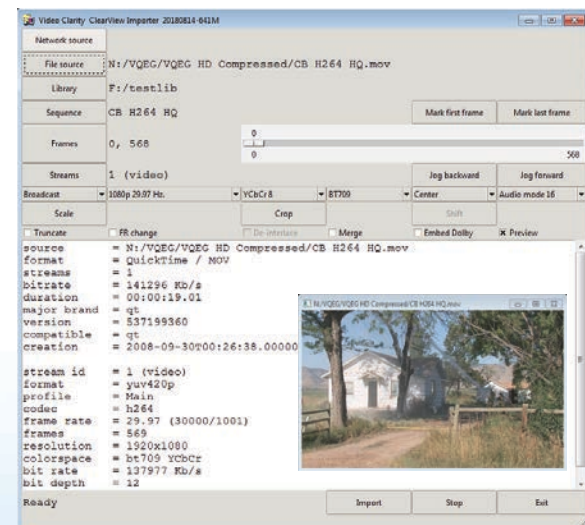 Video Clarity ClearView Importer 20180814-641M
Network source
File source N:/VQEG/VQEG HD Compressed/CB H264 HQ.mov
Library F:/testlib
Sequence CB H264 HQ Mark first frame Mark last frame
0
Frames 0, 568
0 568
Streams 1 (video) Jog backward Jog forward
Broadcast 1080p 29.97 Hz. YCbCr 8 BT709 Center Audio mode 16
Scale Crop Shift
Truncate FR change De-interlace Merge Embed Dolby Preview
source = N:/VQEG/VQEG HD Compressed/CB H264 HQ.mov
format = QuickTime / MOV
streams = 1
bitrate = 141296 Kb/s
duration = 00:00:19.01
major brand = qt
version = 537199360
compatible = qt
creation = 2008-09-30T00:26:38.00000
N:/VQEG/VQEG HD Compressed/CB H264 HQ.mov
stream id = 1 (video)
format = yuv420p
profile = Main
codec = h264
frame rate = 29.97 (30000/1001)
frames = 569
resolution = 1920x1080
colorspace = bt709 YCbCr
bit rate = 137977 Kb/s
bit depth = 12
Ready Import Stop Exit